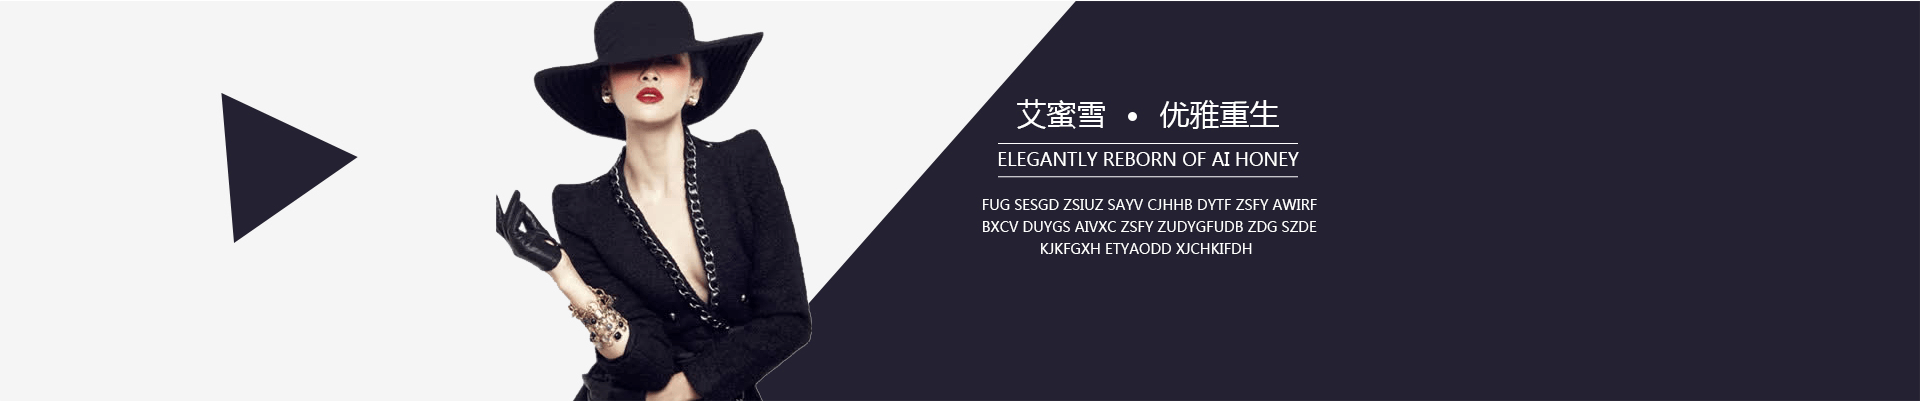 艾蜜雪 • 优雅重生
ELEGANTLY REBORN OF AI HONEY
FUG SESGD ZSIUZ SAYV CJHHB DYTF ZSFY AWIRF
BXCV DUYGS AIVXC ZSFY ZUDYGFUDB ZDG SZDE
KJKFGXH ETYAODD XJCHKIFDH